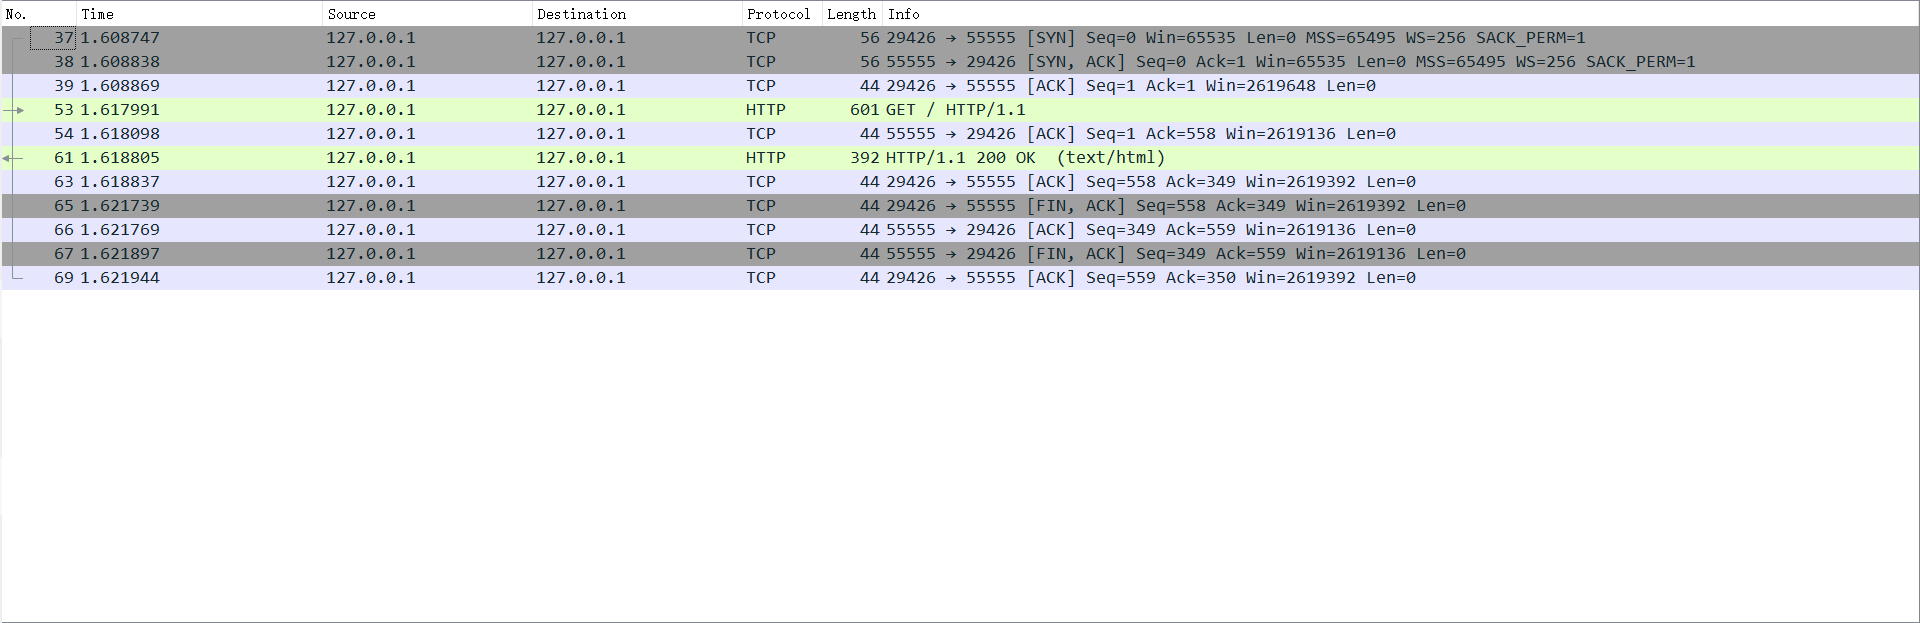 No. Time Source Destination Protocol Length Info
37 1.608747 127.0.0.1 127.0.0.1 TCP 56 29426 → 55555 [SYN] Seq=0 Win=65535 Len=0 MSS=65495 WS=256 SACK_PERM=1
38 1.608838 127.0.0.1 127.0.0.1 TCP 56 55555 → 29426 [SYN, ACK] Seq=0 Ack=1 Win=65535 Len=0 MSS=65495 WS=256 SACK_PERM=1
39 1.608869 127.0.0.1 127.0.0.1 TCP 44 29426 → 55555 [ACK] Seq=1 Ack=1 Win=2619648 Len=0
53 1.617991 127.0.0.1 127.0.0.1 HTTP 601 GET / HTTP/1.1
54 1.618098 127.0.0.1 127.0.0.1 TCP 44 55555 → 29426 [ACK] Seq=1 Ack=558 Win=2619136 Len=0
61 1.618805 127.0.0.1 127.0.0.1 HTTP 392 HTTP/1.1 200 OK (text/html)
63 1.618837 127.0.0.1 127.0.0.1 TCP 44 29426 → 55555 [ACK] Seq=558 Ack=349 Win=2619392 Len=0
65 1.621739 127.0.0.1 127.0.0.1 TCP 44 29426 → 55555 [FIN, ACK] Seq=558 Ack=349 Win=2619392 Len=0
66 1.621769 127.0.0.1 127.0.0.1 TCP 44 55555 → 29426 [ACK] Seq=349 Ack=559 Win=2619136 Len=0
67 1.621897 127.0.0.1 127.0.0.1 TCP 44 55555 → 29426 [FIN, ACK] Seq=349 Ack=559 Win=2619136 Len=0
69 1.621944 127.0.0.1 127.0.0.1 TCP 44 29426 → 55555 [ACK] Seq=559 Ack=350 Win=2619392 Len=0